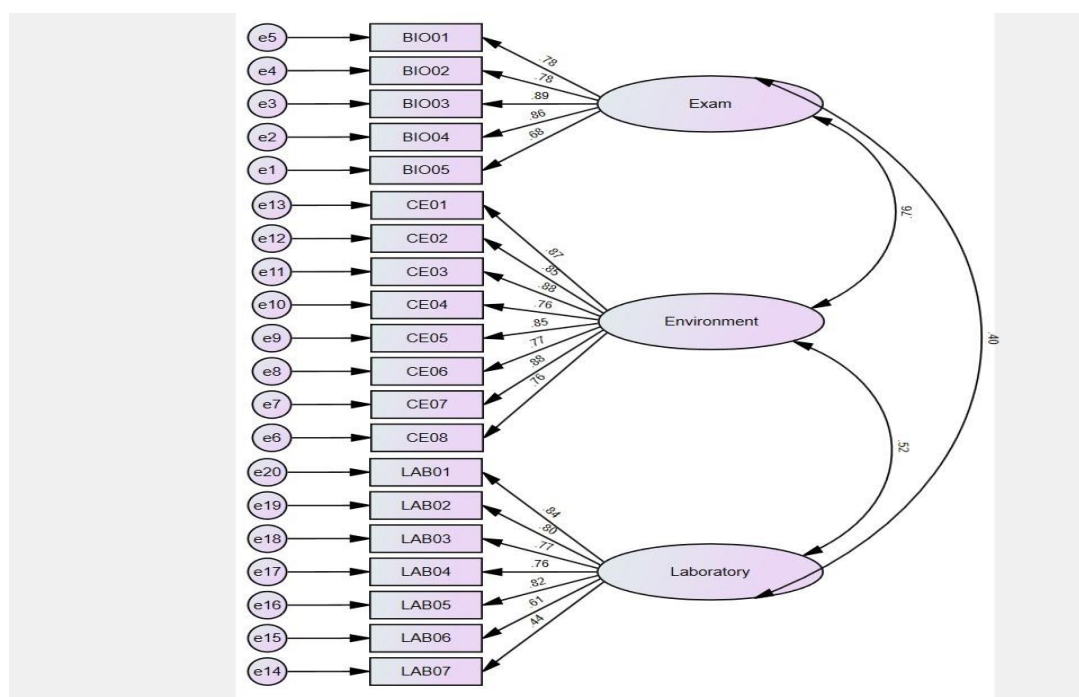 e5 BIO01
.78
e4 BIO02
.78
e3 BIO03
.89
Exam
e2 BIO04
.86
e1 BIO05
.68
e13 CE01
.87
.76
e12 CE02
.85
e11 CE03
.88
e10 CE04
.76
Environment
e9 CE05
.85
e8 CE06
.77
.40
e7 CE07
.88
e6 CE08
.76
.52
e20 LAB01
.84
e19 LAB02
.80
e18 LAB03
.77
e17 LAB04
.76
Laboratory
e16 LAB05
.82
e15 LAB06
.61
e14 LAB07
.44